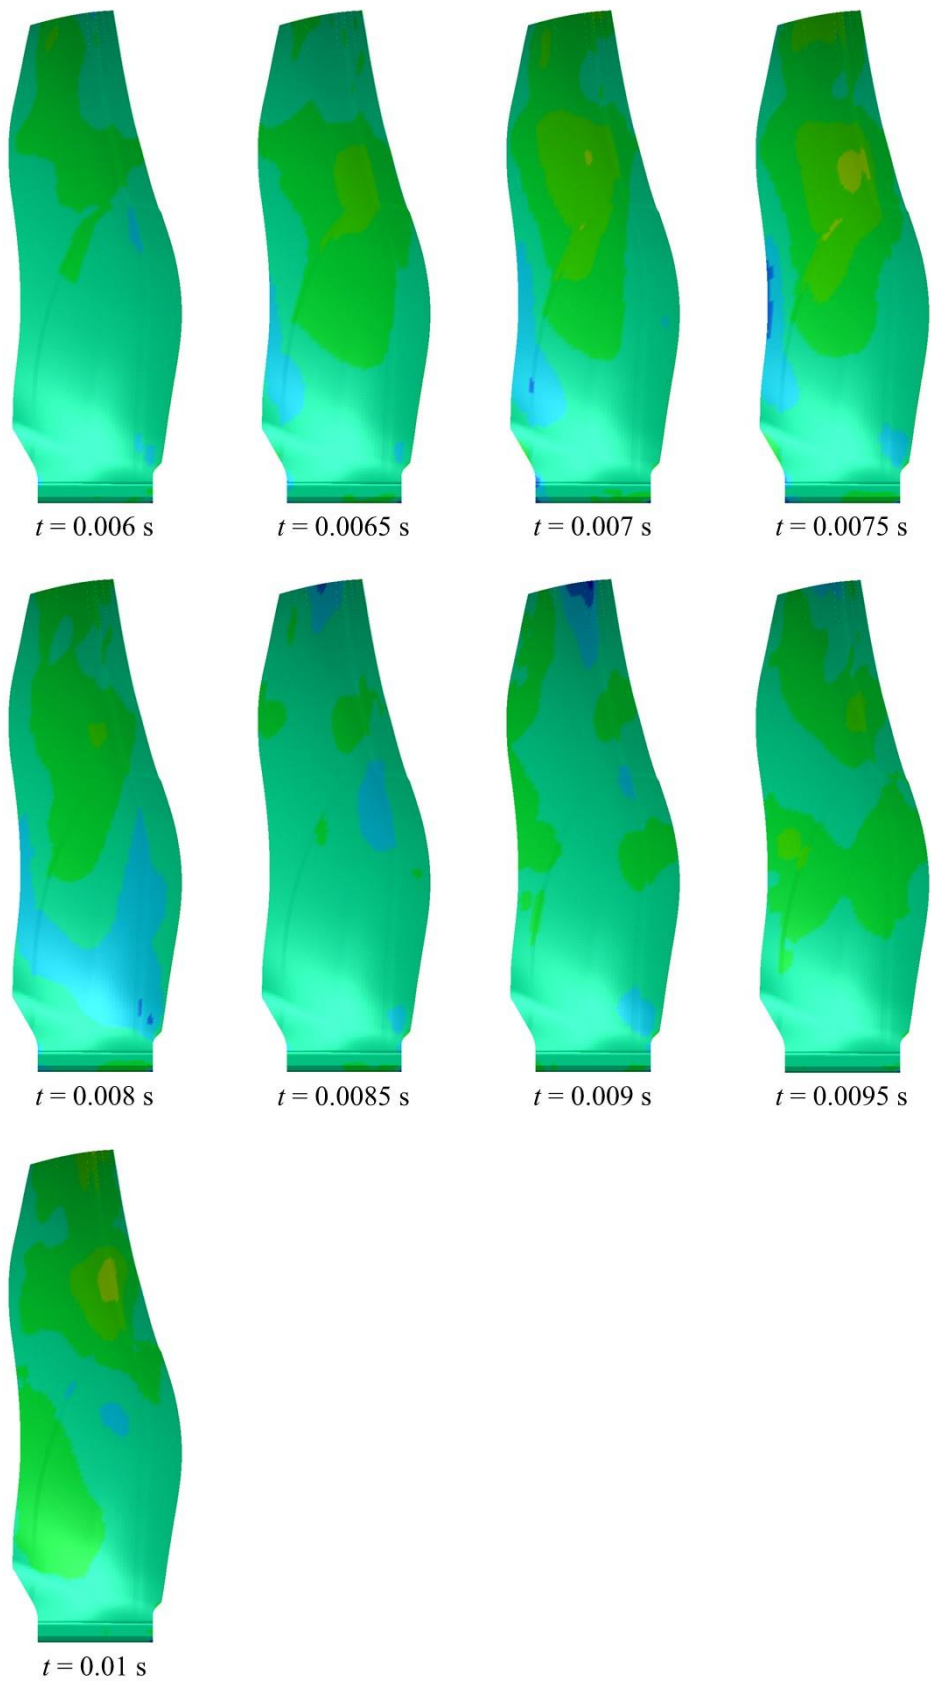 t = 0.006 s
t = 0.0065 s
t = 0.007 s
t = 0.0075 s
t = 0.008 s
t = 0.0085 s
t = 0.009 s
t = 0.0095 s
t = 0.01 s